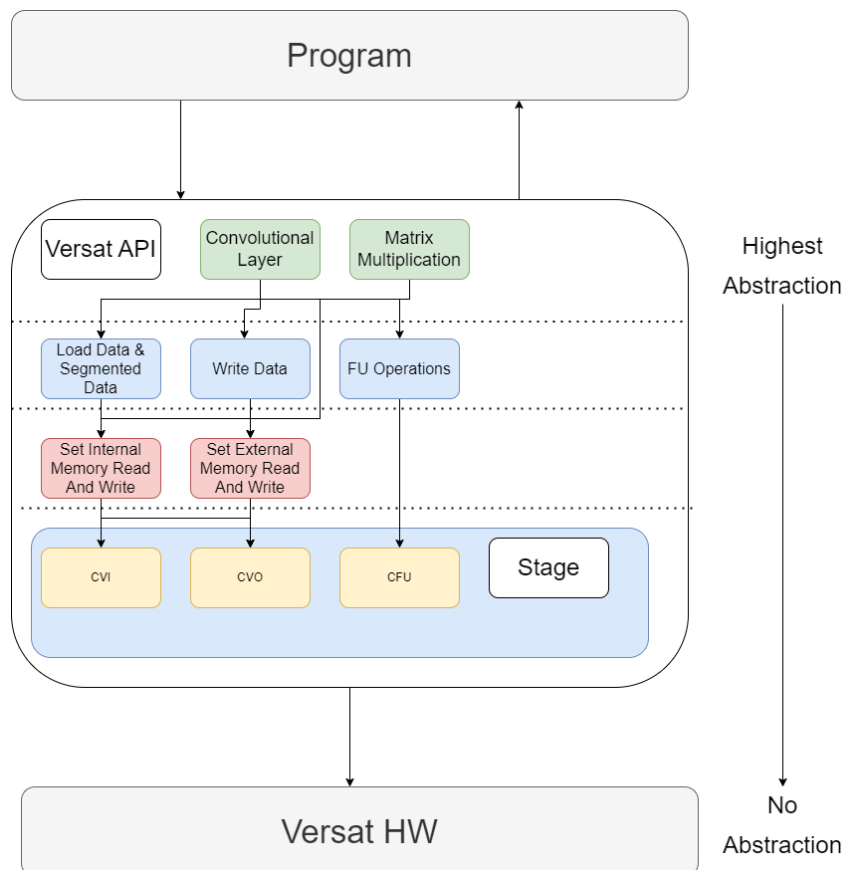 Program
Versat API
Convolutional
Layer
Matrix
Multiplication
Highest
Abstraction
Load Data &
Segmented
Data
Write Data
FU Operations
Set Internal
Memory Read
And Write
Set External
Memory Read
And Write
CVI
CVO
CFU
Stage
Versat HW
No
Abstraction